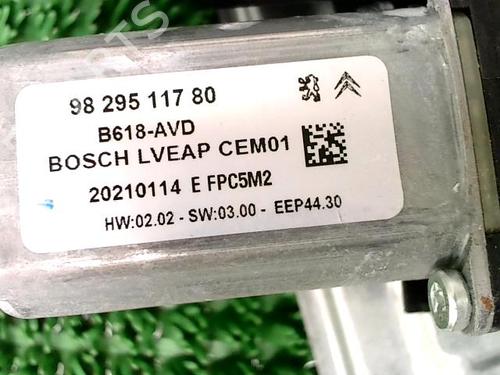 98 295 117 80
B618-AVD
BOSCH LVEAP CEM01
20210114 E FPC5M2
HW:02.02 - SW:03.00 - EEP44.30